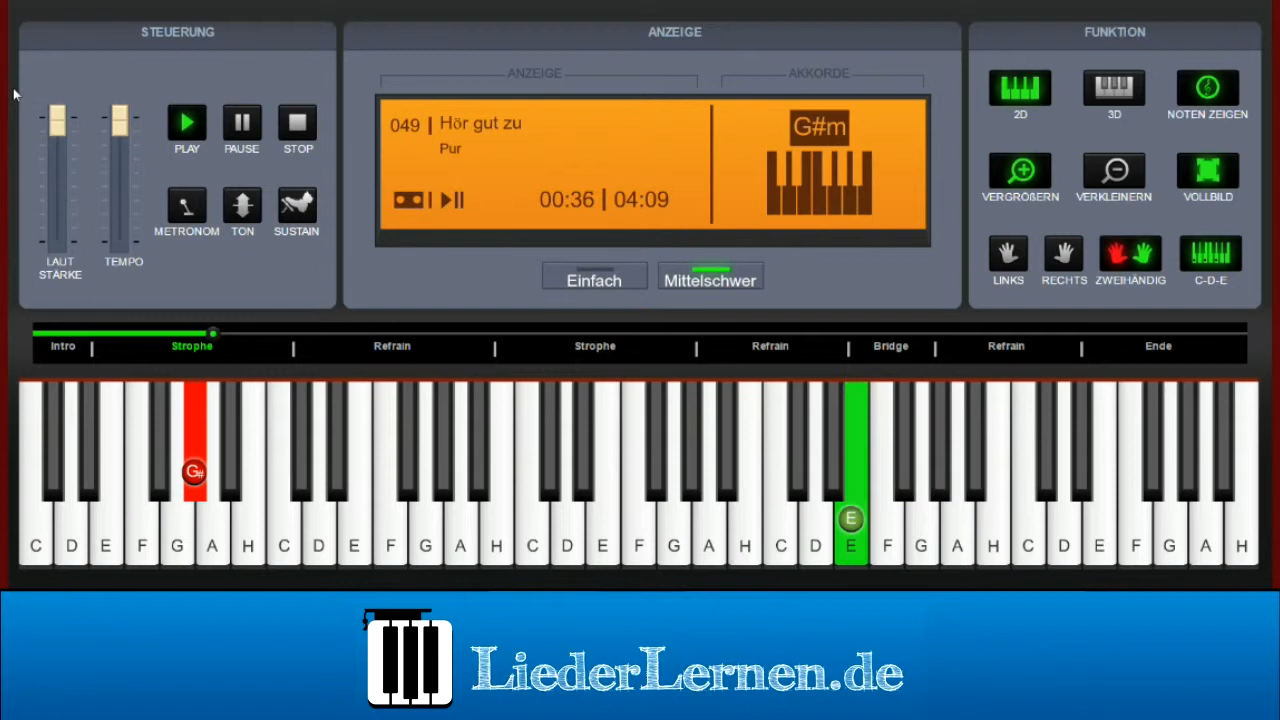 STEUERUNG
ANZEIGE
FUNKTION
ANZEIGE
AKKORDE
049 | Hör gut zu
Pur
00:36 | 04:09
G#m
PLAY PAUSE STOP
METRONOM TON SUSTAIN
LAUT
STÄRKE
TEMPO
Einfach Mittelschwer
2D 3D NOTEN ZEIGEN
VERGRÖßERN VERKLEINERN VOLLBILD
LINKS RECHTS ZWEIHÄNDIG C-D-E
Intro | Strophe | Refrain | Strophe | Refrain | Bridge | Refrain | Ende
G#
E
C D E F G A H C D E F G A H C D E F G A H C D E F G A H C D E F G A H
LiederLernen.de